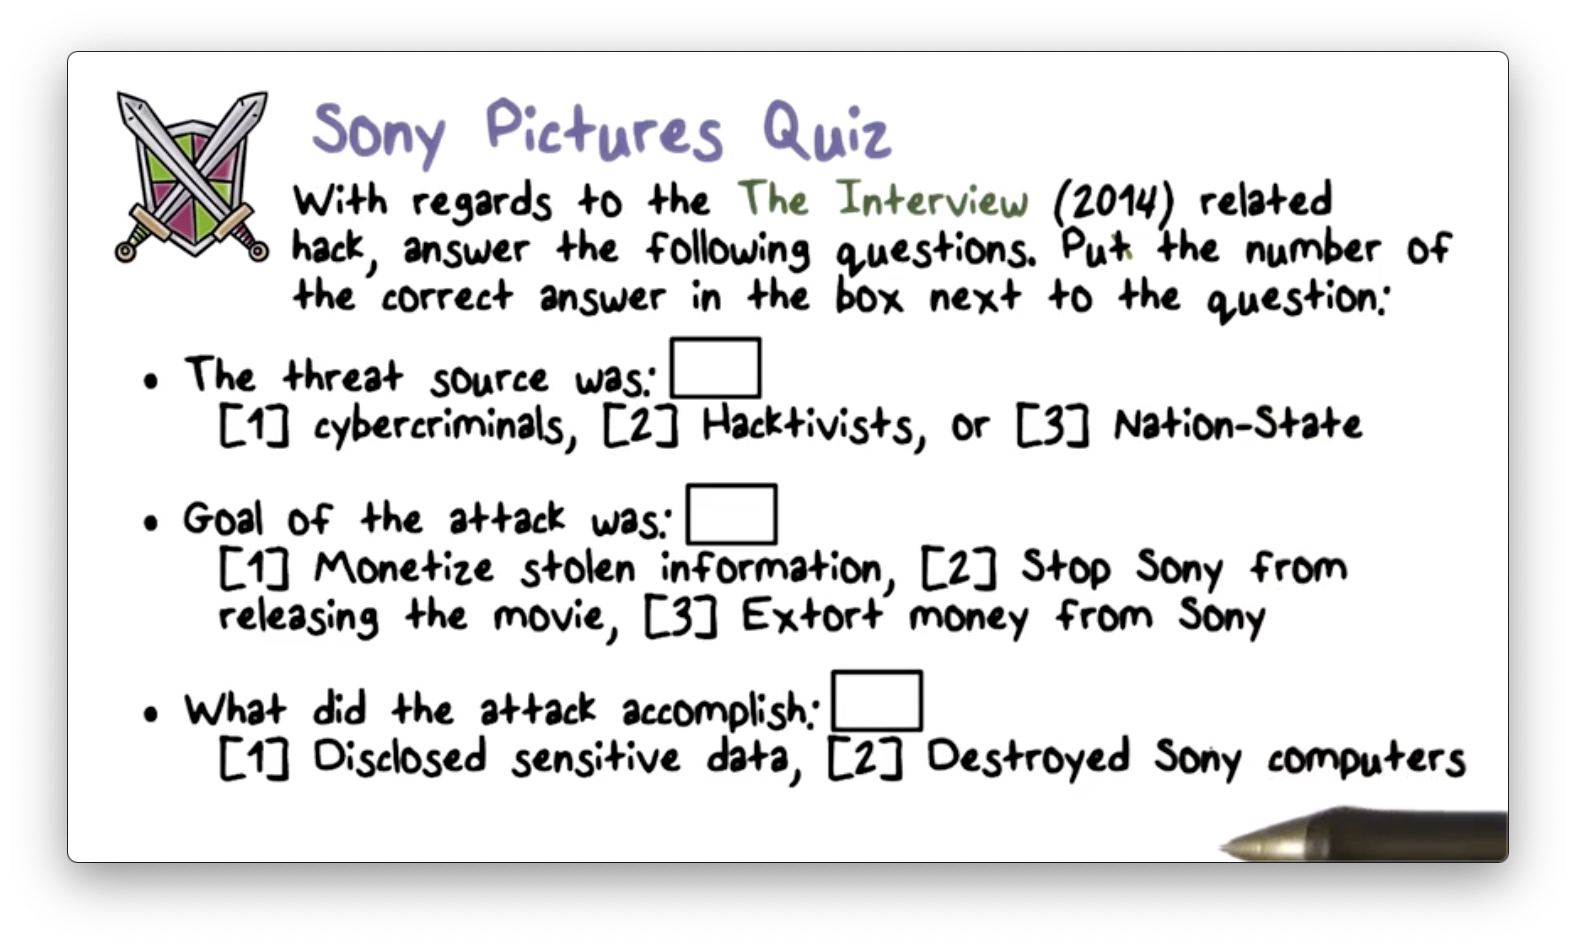 Sony Pictures Quiz
With regards to the The Interview (2014) related
hack, answer the following questions. Put the number of
the correct answer in the box next to the question:
• The threat source was:
[1] cybercriminals, [2] Hacktivists, or [3] Nation-State
• Goal of the attack was:
[1] Monetize stolen information, [2] Stop Sony from
releasing the movie, [3] Extort money from Sony
• What did the attack accomplish:
[1] Disclosed sensitive data, [2] Destroyed Sony computers